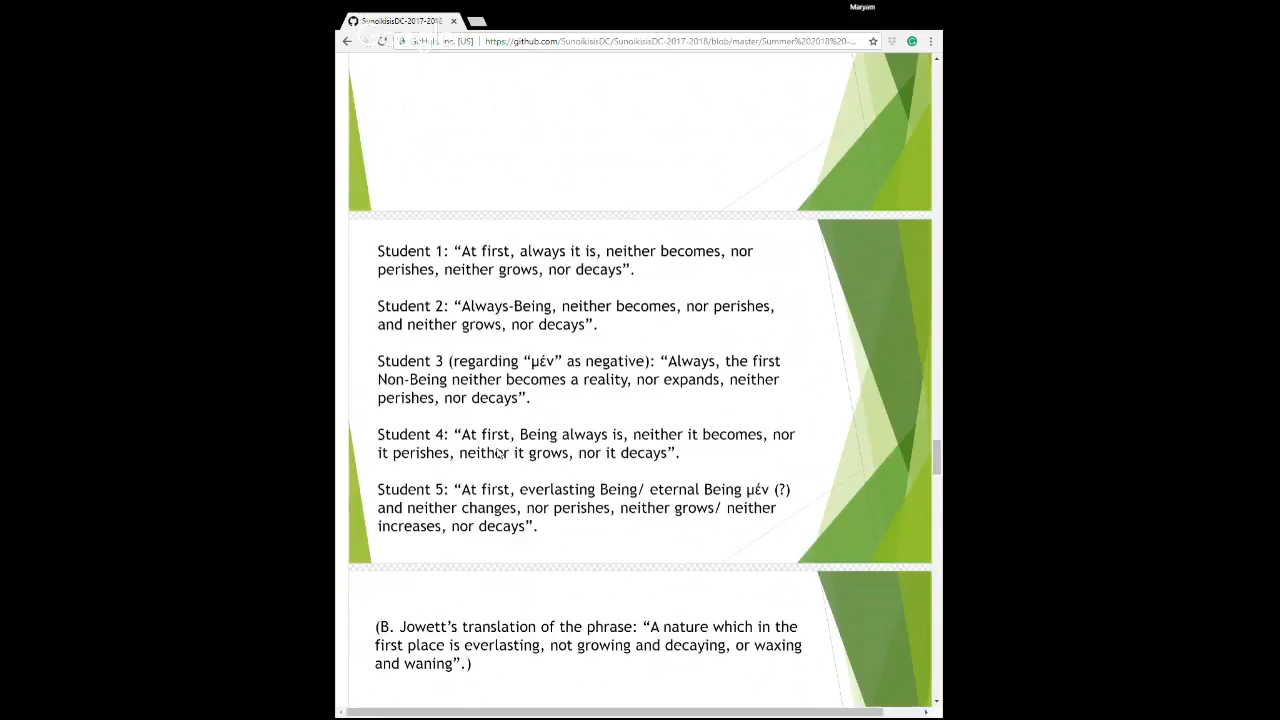 Maryam
SunoikisisDC-2017-2018
GitHub, Inc. [US]
https://github.com/SunoikisisDC/SunoikisisDC-2017-2018/blob/master/Summer%202018%20-...
Student 1: “At first, always it is, neither becomes, nor
perishes, neither grows, nor decays”.
Student 2: “Always-Being, neither becomes, nor perishes,
and neither grows, nor decays”.
Student 3 (regarding “μέν” as negative): “Always, the first
Non-Being neither becomes a reality, nor expands, neither
perishes, nor decays”.
Student 4: “At first, Being always is, neither it becomes, nor
it perishes, neither it grows, nor it decays”.
Student 5: “At first, everlasting Being/ eternal Being μέν (?)
and neither changes, nor perishes, neither grows/ neither
increases, nor decays”.
(B. Jowett’s translation of the phrase: “A nature which in the
first place is everlasting, not growing and decaying, or waxing
and waning”.)